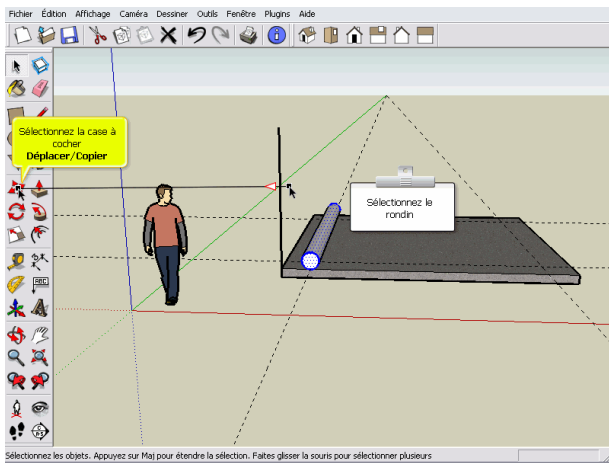 Fichier Édition Affichage Caméra Dessiner Outils Fenêtre Plugins Aide
Sélectionnez la case à
cocher
Déplacer/Copier
Sélectionnez le
rondin
ABC
Sélectionnez les objets. Appuyez sur Maj pour étendre la sélection. Faites glisser la souris pour sélectionner plusieurs